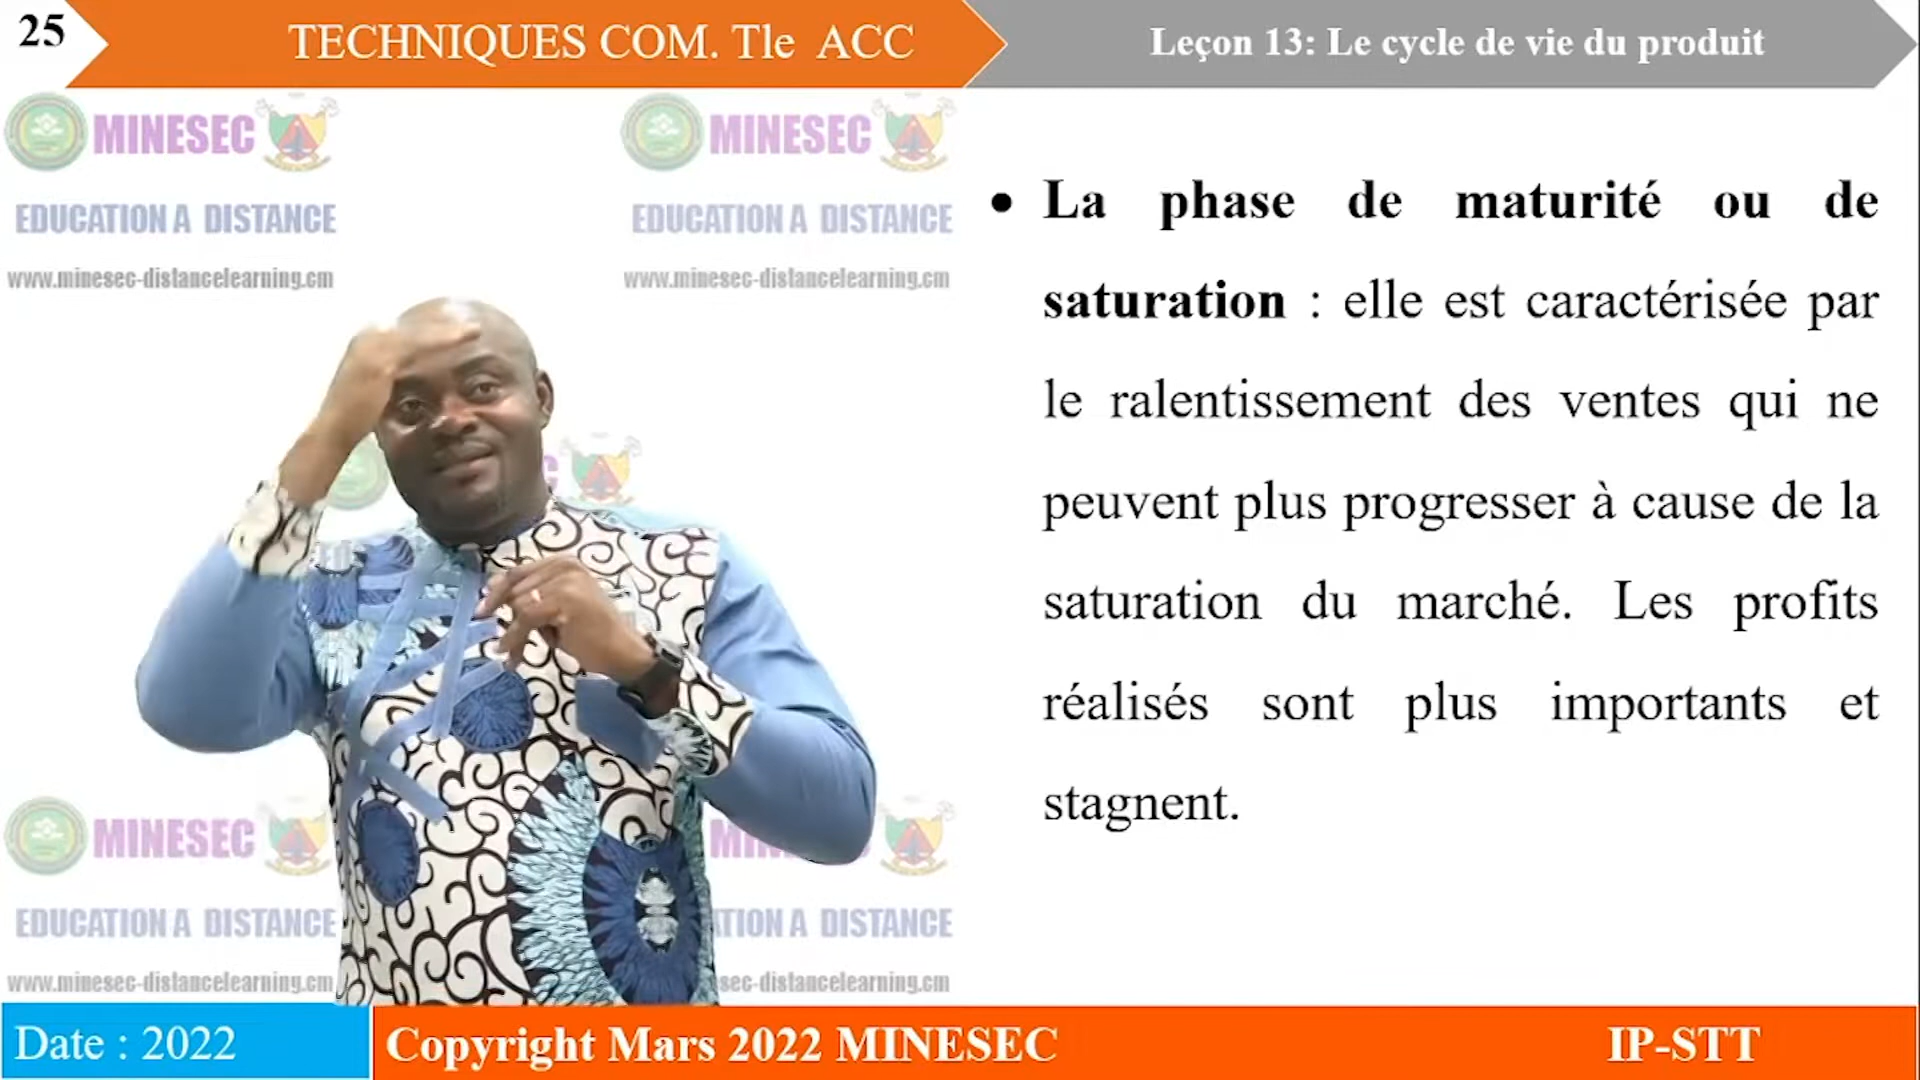 25
TECHNIQUES COM. Tle ACC
Leçon 13: Le cycle de vie du produit
MINESEC
EDUCATION A DISTANCE
www.minesec-distancelearning.cm
MINESEC
EDUCATION A DISTANCE
www.minesec-distancelearning.cm
• La phase de maturité ou de
saturation : elle est caractérisée par
le ralentissement des ventes qui ne
peuvent plus progresser à cause de la
saturation du marché. Les profits
réalisés sont plus importants et
stagnent.
MINESEC
EDUCATION A DISTANCE
www.minesec-distancelearning.cm
A DISTANCE
Date : 2022
Copyright Mars 2022 MINESEC
IP-STT